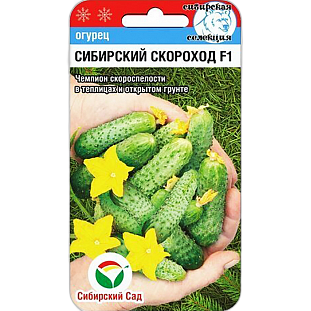 сибирская
селекция
огурец
СИБИРСКИЙ СКОРОХОД F1
Чемпион скороспелости
в теплицах и открытом грунте
Сибирский Сад